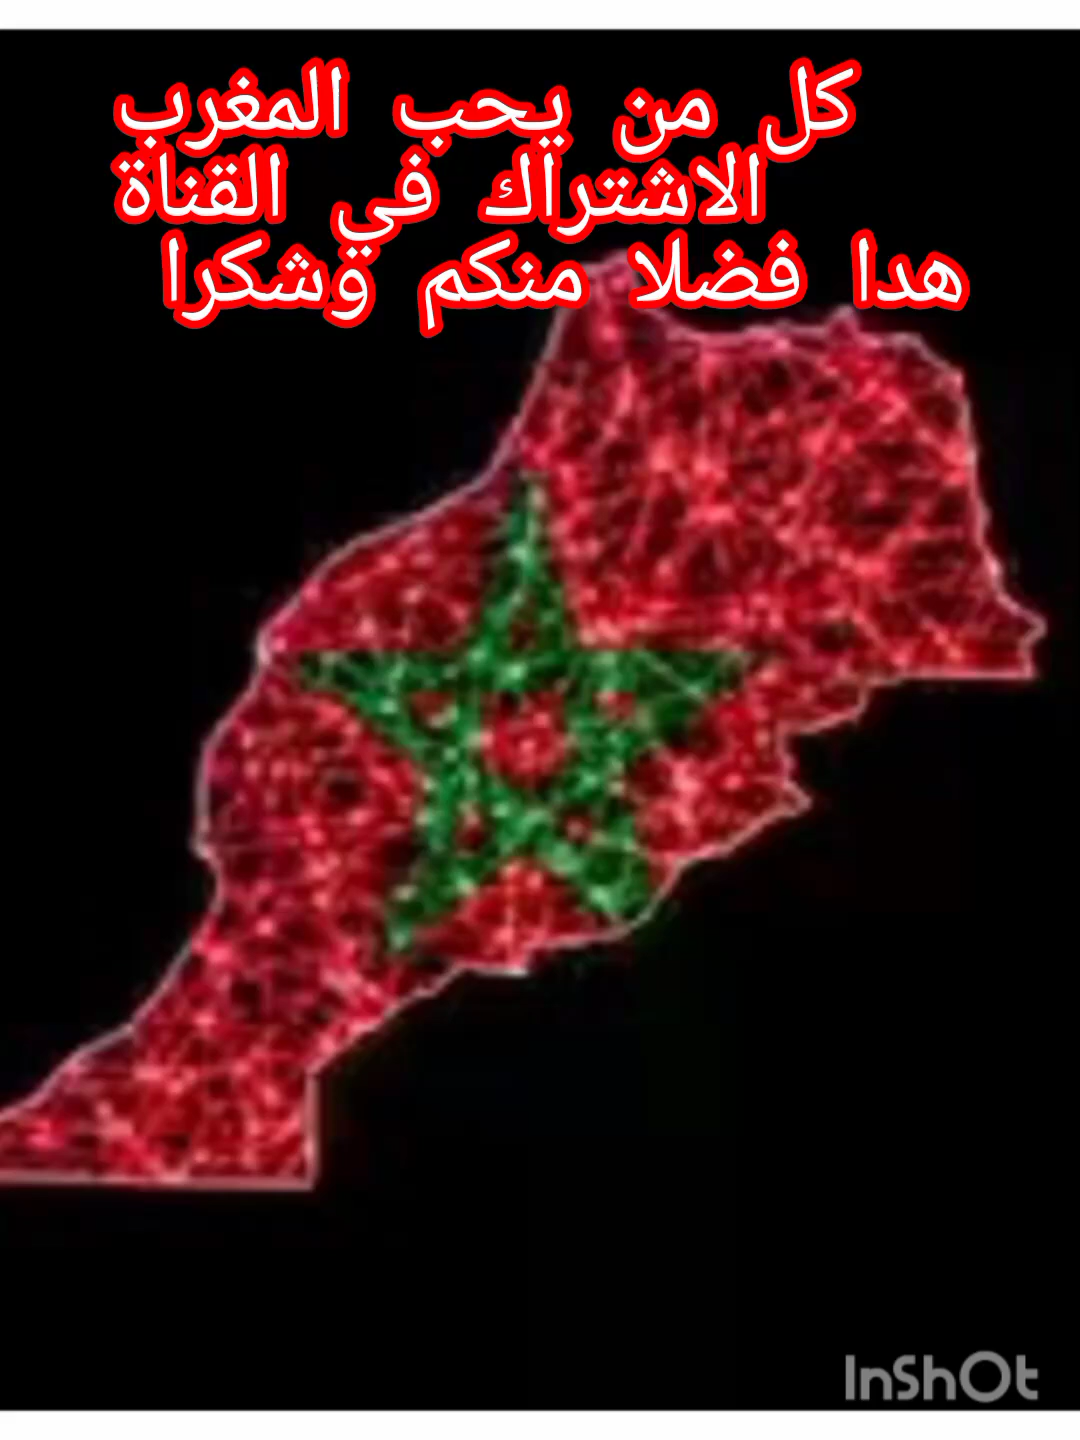 كل من يحب المغرب
الاشتراك في القناة
هدا فضلا منكم وشكرا
InShOt